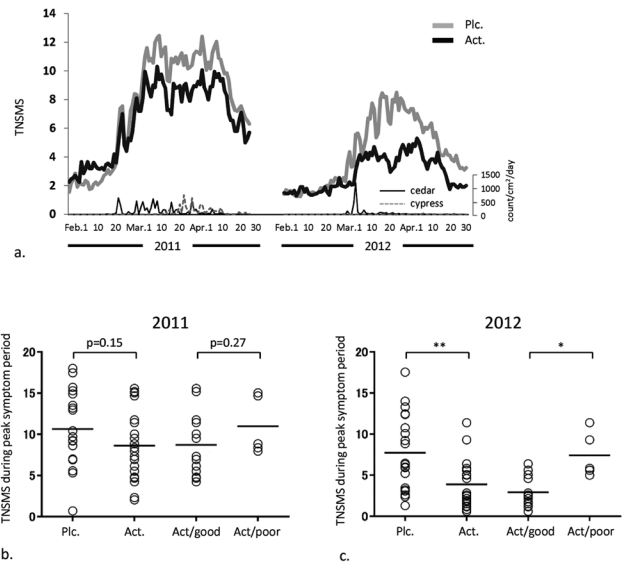 14
12
10
8
6
4
2
0
TNSMS
Plc.
Act.
1500
1000
500
0
count/cm²/day
cedar
cypress
Feb.1 10 20 Mar.1 10 20 Apr.1 10 20 30
Feb.1 10 20 Mar.1 10 20 Apr.1 10 20 30
2011
2012
a.
2011
p=0.15
p=0.27
20
15
10
5
0
TNSMS during peak symptom period
Plc.
Act.
Act/good
Act/poor
b.
2012
**
*
20
15
10
5
0
TNSMS during peak symptom period
Plc.
Act.
Act/good
Act/poor
c.